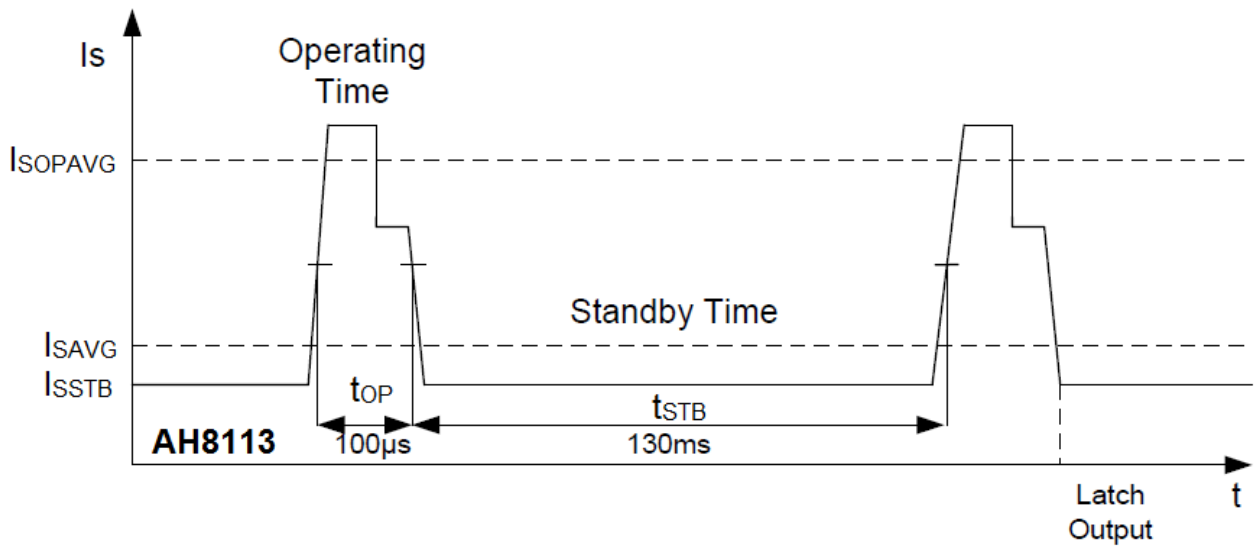 Is
Operating
Time
ISOPAVG
ISAVG
ISSTB
Standby Time
tOP
tSTB
AH8113
100µs
130ms
t
Latch
Output